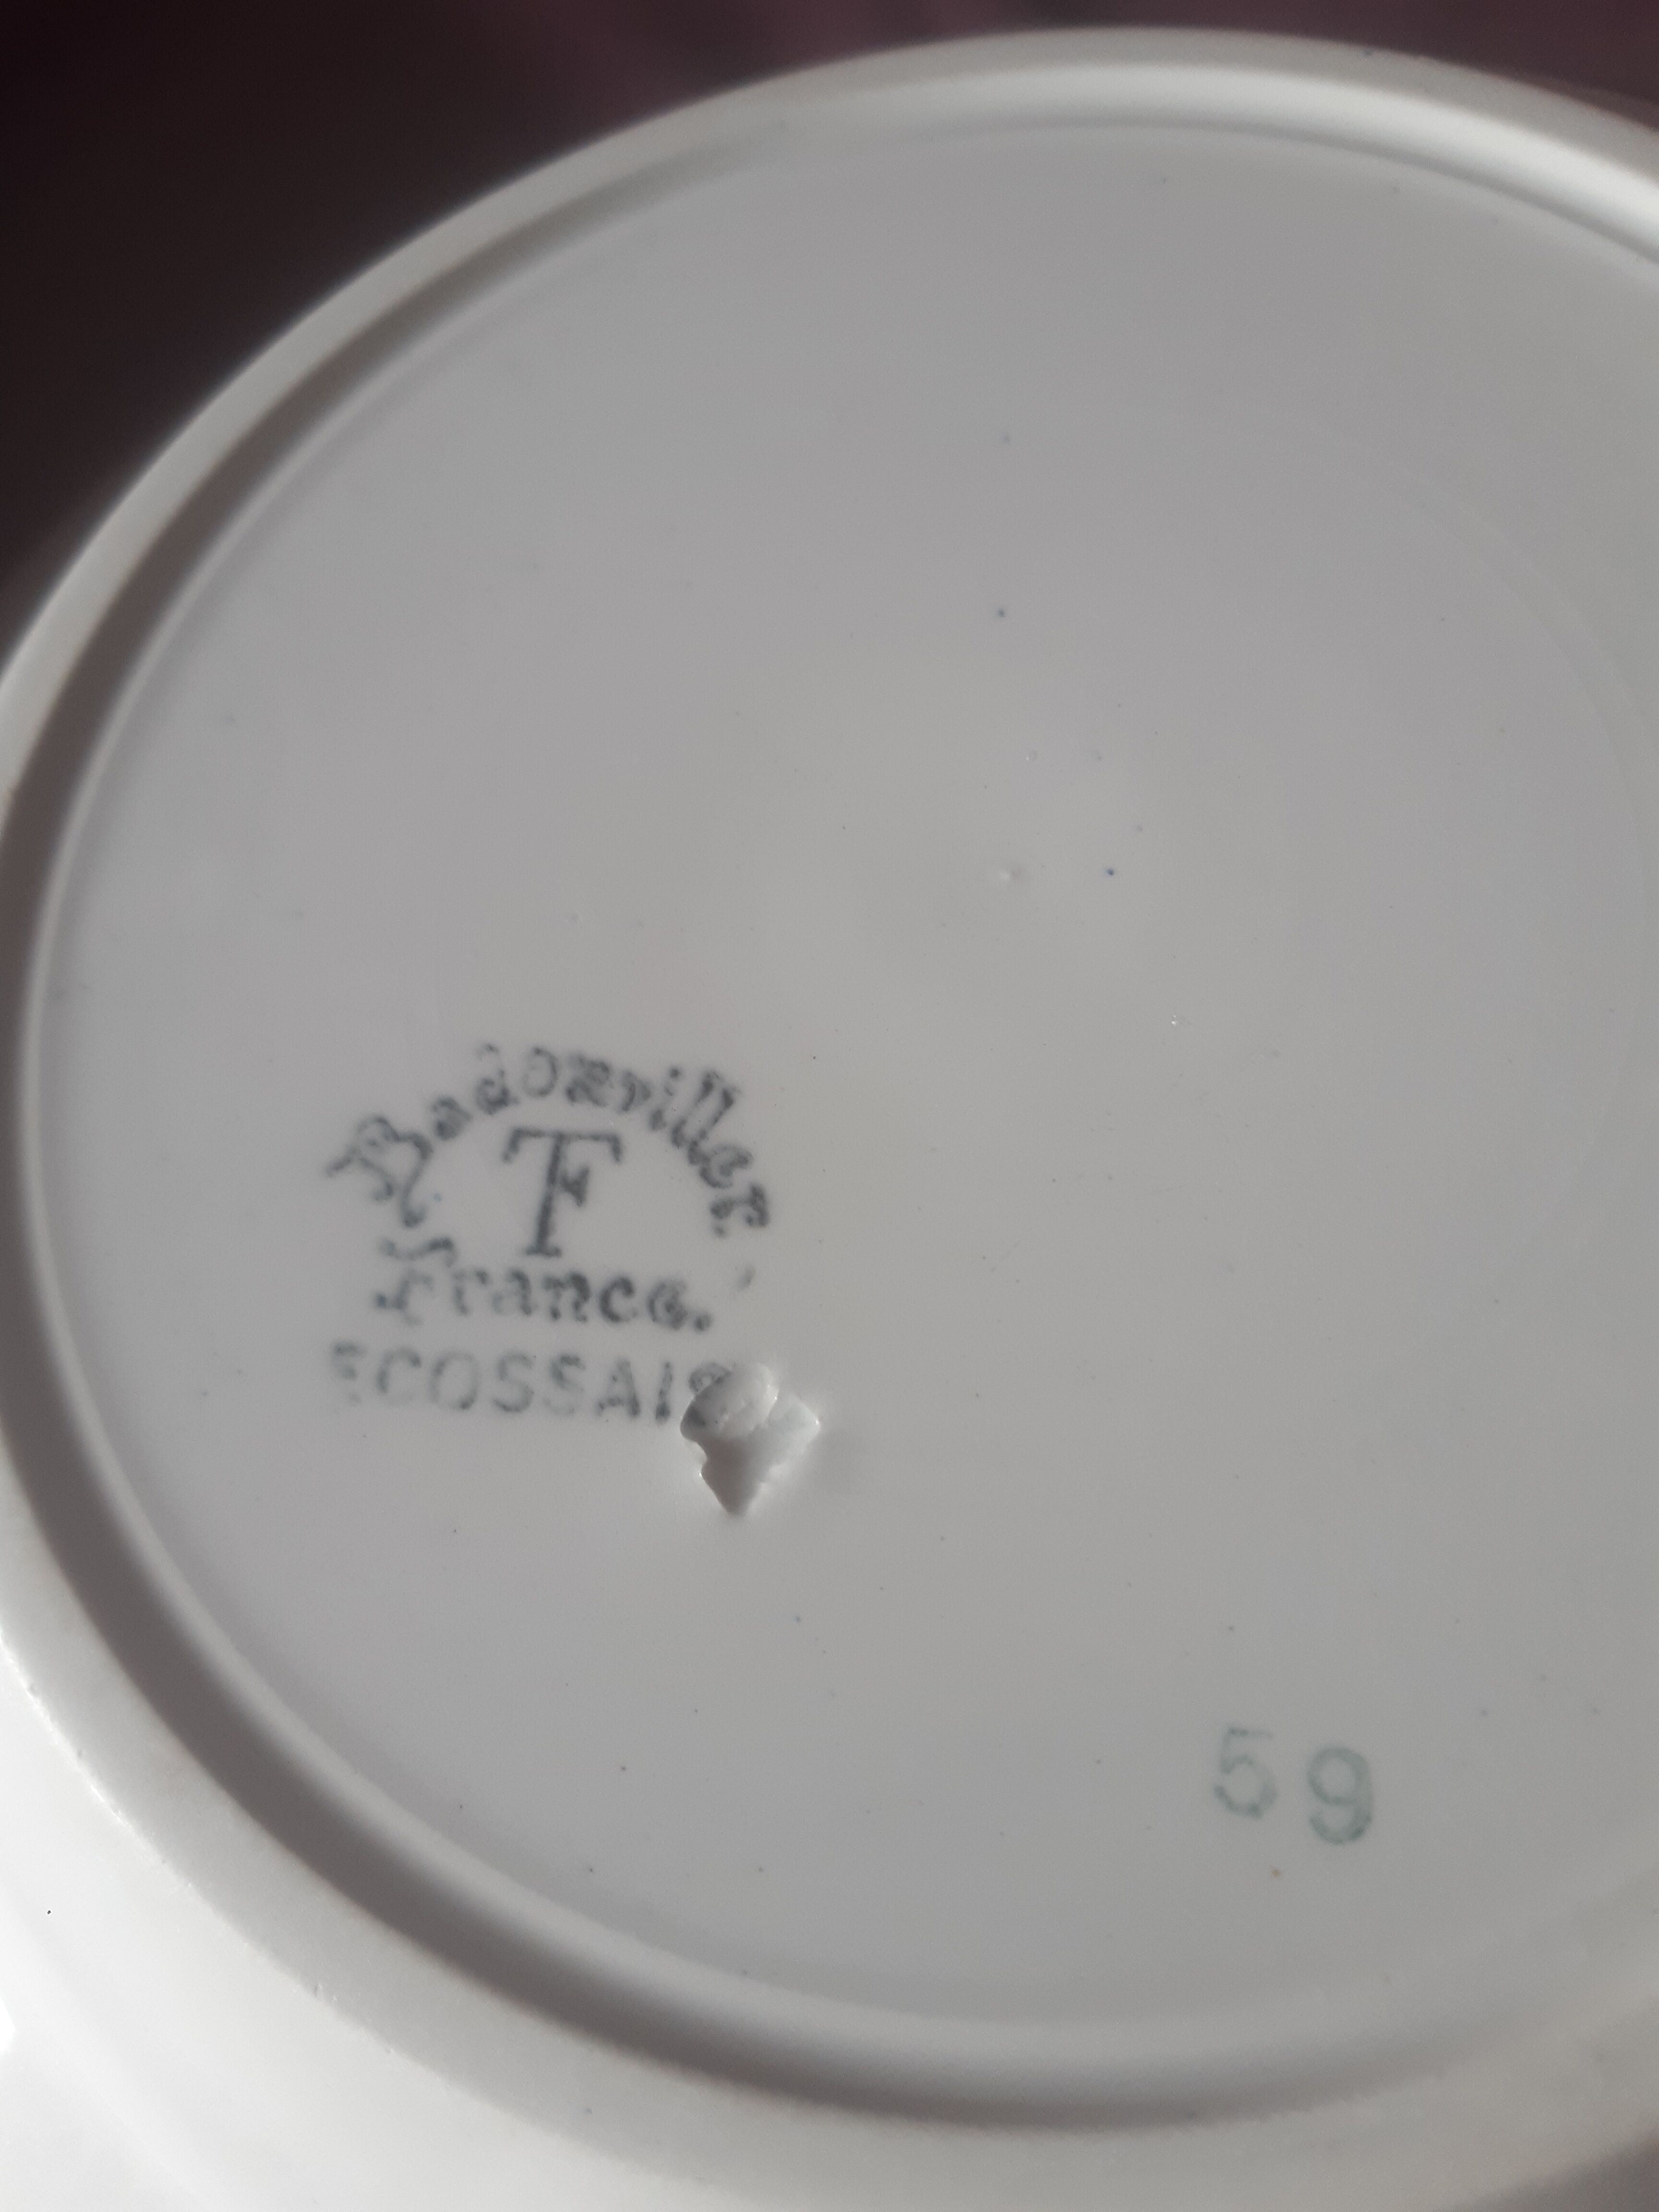 Badonviller
F
France.
ECOSSAIS
59